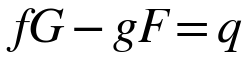 fG – gF = q